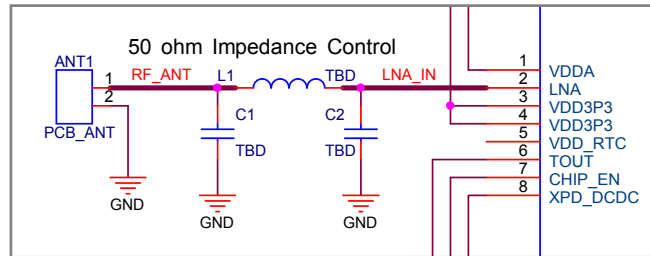 50 ohm Impedance Control
ANT1
1
2
PCB_ANT
RF_ANT
L1
TBD
LNA_IN
C1
TBD
C2
TBD
GND
GND
GND
1
VDDA
2
LNA
3
VDD3P3
4
VDD3P3
5
VDD_RTC
6
TOUT
7
CHIP_EN
8
XPD_DCDC